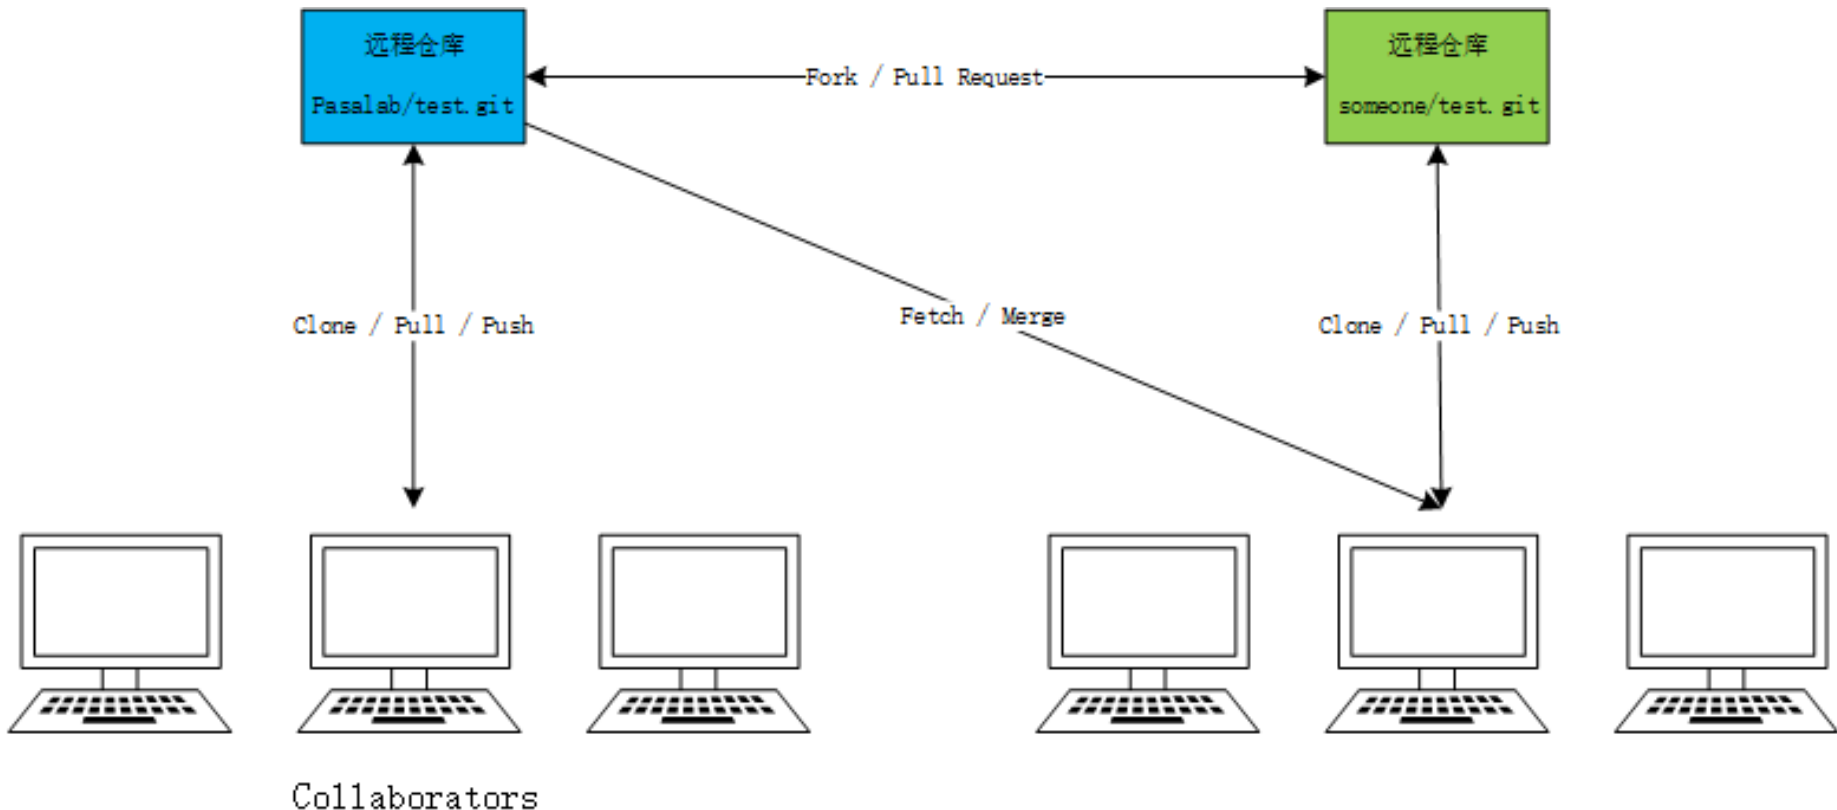 远程仓库
Pasalab/test.git
Fork / Pull Request
远程仓库
someone/test.git
Clone / Pull / Push
Fetch / Merge
Clone / Pull / Push
Collaborators